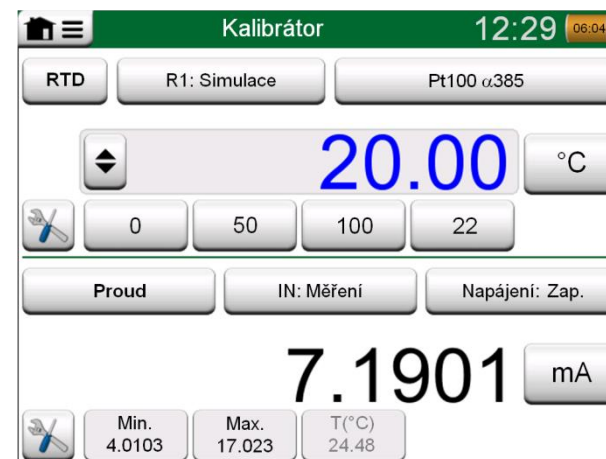 Kalibrátor 12:29 06:04
RTD R1: Simulace Pt100 α385
20.00 °C
0 50 100 22
Proud IN: Měření Napájení: Zap.
7.1901 mA
Min. Max. T(°C)
4.0103 17.023 24.48